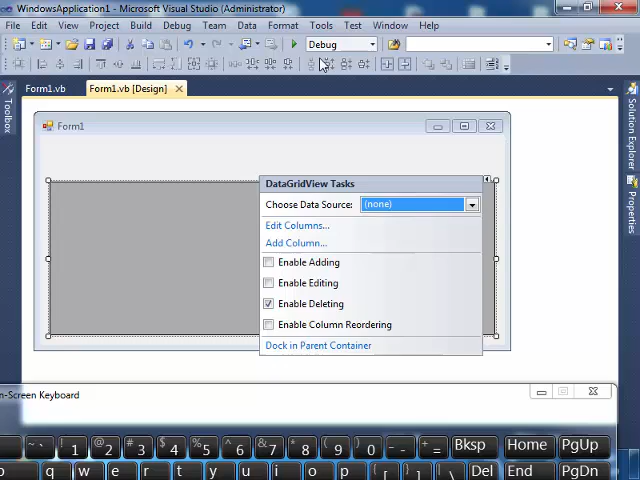 WindowsApplication1 - Microsoft Visual Studio (Administrator)
File Edit View Project Build Debug Team Data Format Tools Test Window Help
Debug
Form1.vb Form1.vb [Design]
Toolbox
Solution Explorer
Properties
Form1
DataGridView Tasks
Choose Data Source: (none)
Edit Columns...
Add Column...
Enable Adding
Enable Editing
Enable Deleting
Enable Column Reordering
Dock in Parent Container
n-Screen Keyboard
~ ` ! 1 @ 2 # 3 $ 4 % 5 ^ 6 & 7 * 8 ( 9 ) 0 _ - + = Bksp Home PgUp
q w e r t y u i o p { [ } ] | \ Del End PgDn